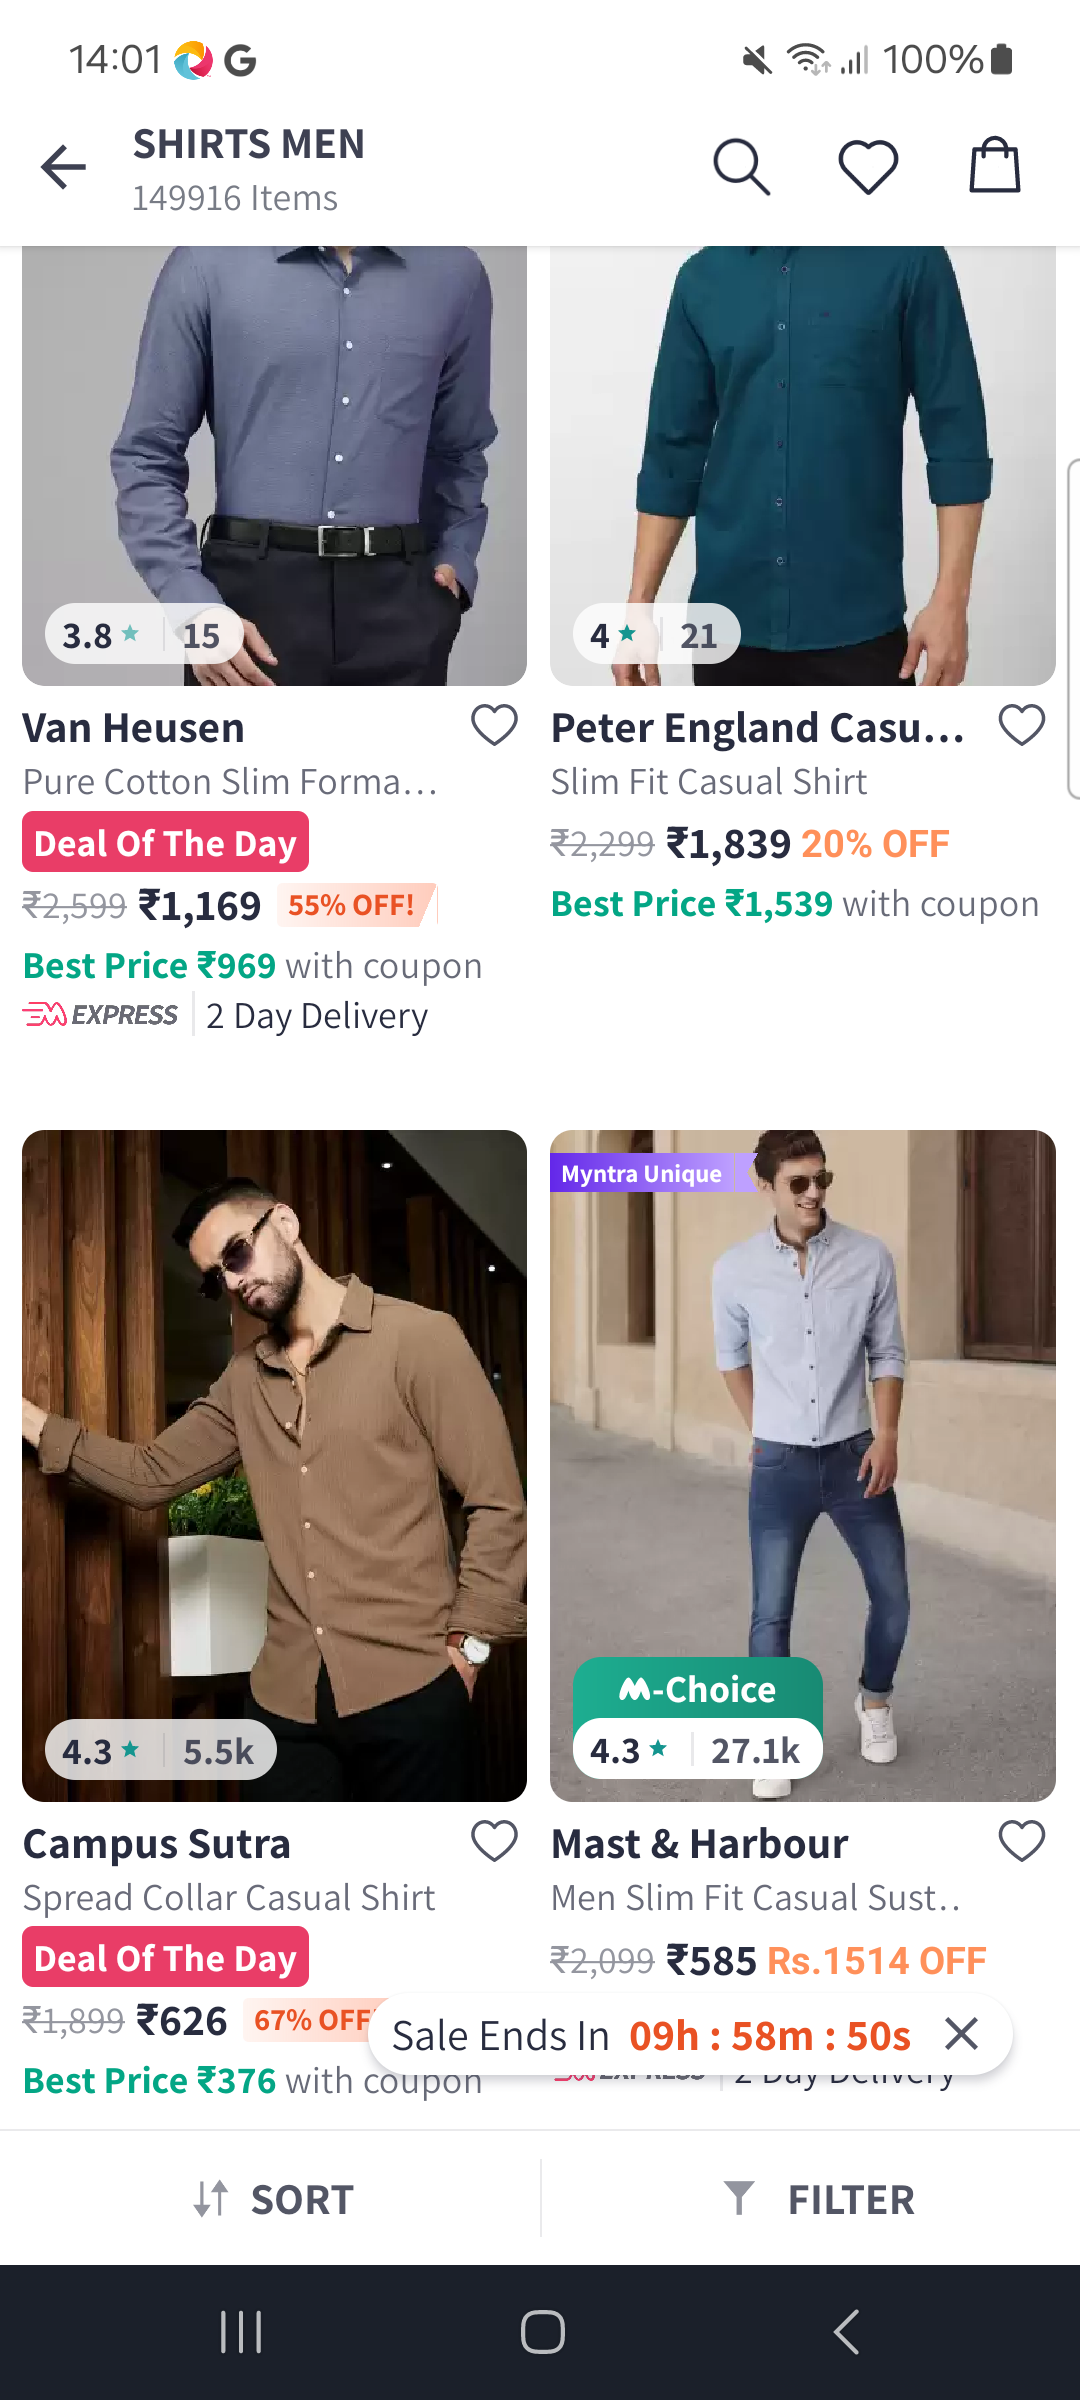 14:01 G 100%
SHIRTS MEN
149916 Items
3.8 15
4 21
Van Heusen
Pure Cotton Slim Forma...
Deal Of The Day
₹2,599 ₹1,169 55% OFF!
Best Price ₹969 with coupon
EXPRESS 2 Day Delivery
Peter England Casu...
Slim Fit Casual Shirt
₹2,299 ₹1,839 20% OFF
Best Price ₹1,539 with coupon
4.3 5.5k
Campus Sutra
Spread Collar Casual Shirt
Deal Of The Day
₹1,899 ₹626 67% OFF
Best Price ₹376 with coupon
Myntra Unique
M-Choice
4.3 27.1k
Mast & Harbour
Men Slim Fit Casual Sust..
₹2,099 ₹585 Rs.1514 OFF
EXPRESS 2 Day Delivery
Sale Ends In 09h : 58m : 50s
SORT
FILTER